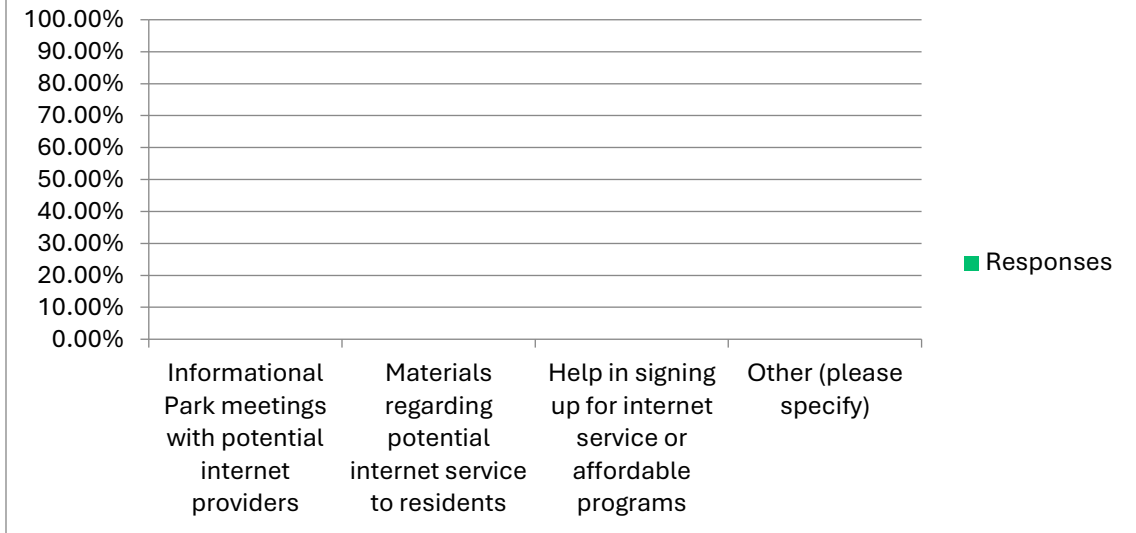 100.00%
90.00%
80.00%
70.00%
60.00%
50.00%
40.00%
30.00%
20.00%
10.00%
0.00%
Informational
Park meetings
with potential
internet
providers
Materials
regarding
potential
internet service
to residents
Help in signing
up for internet
service or
affordable
programs
Other (please
specify)
Responses